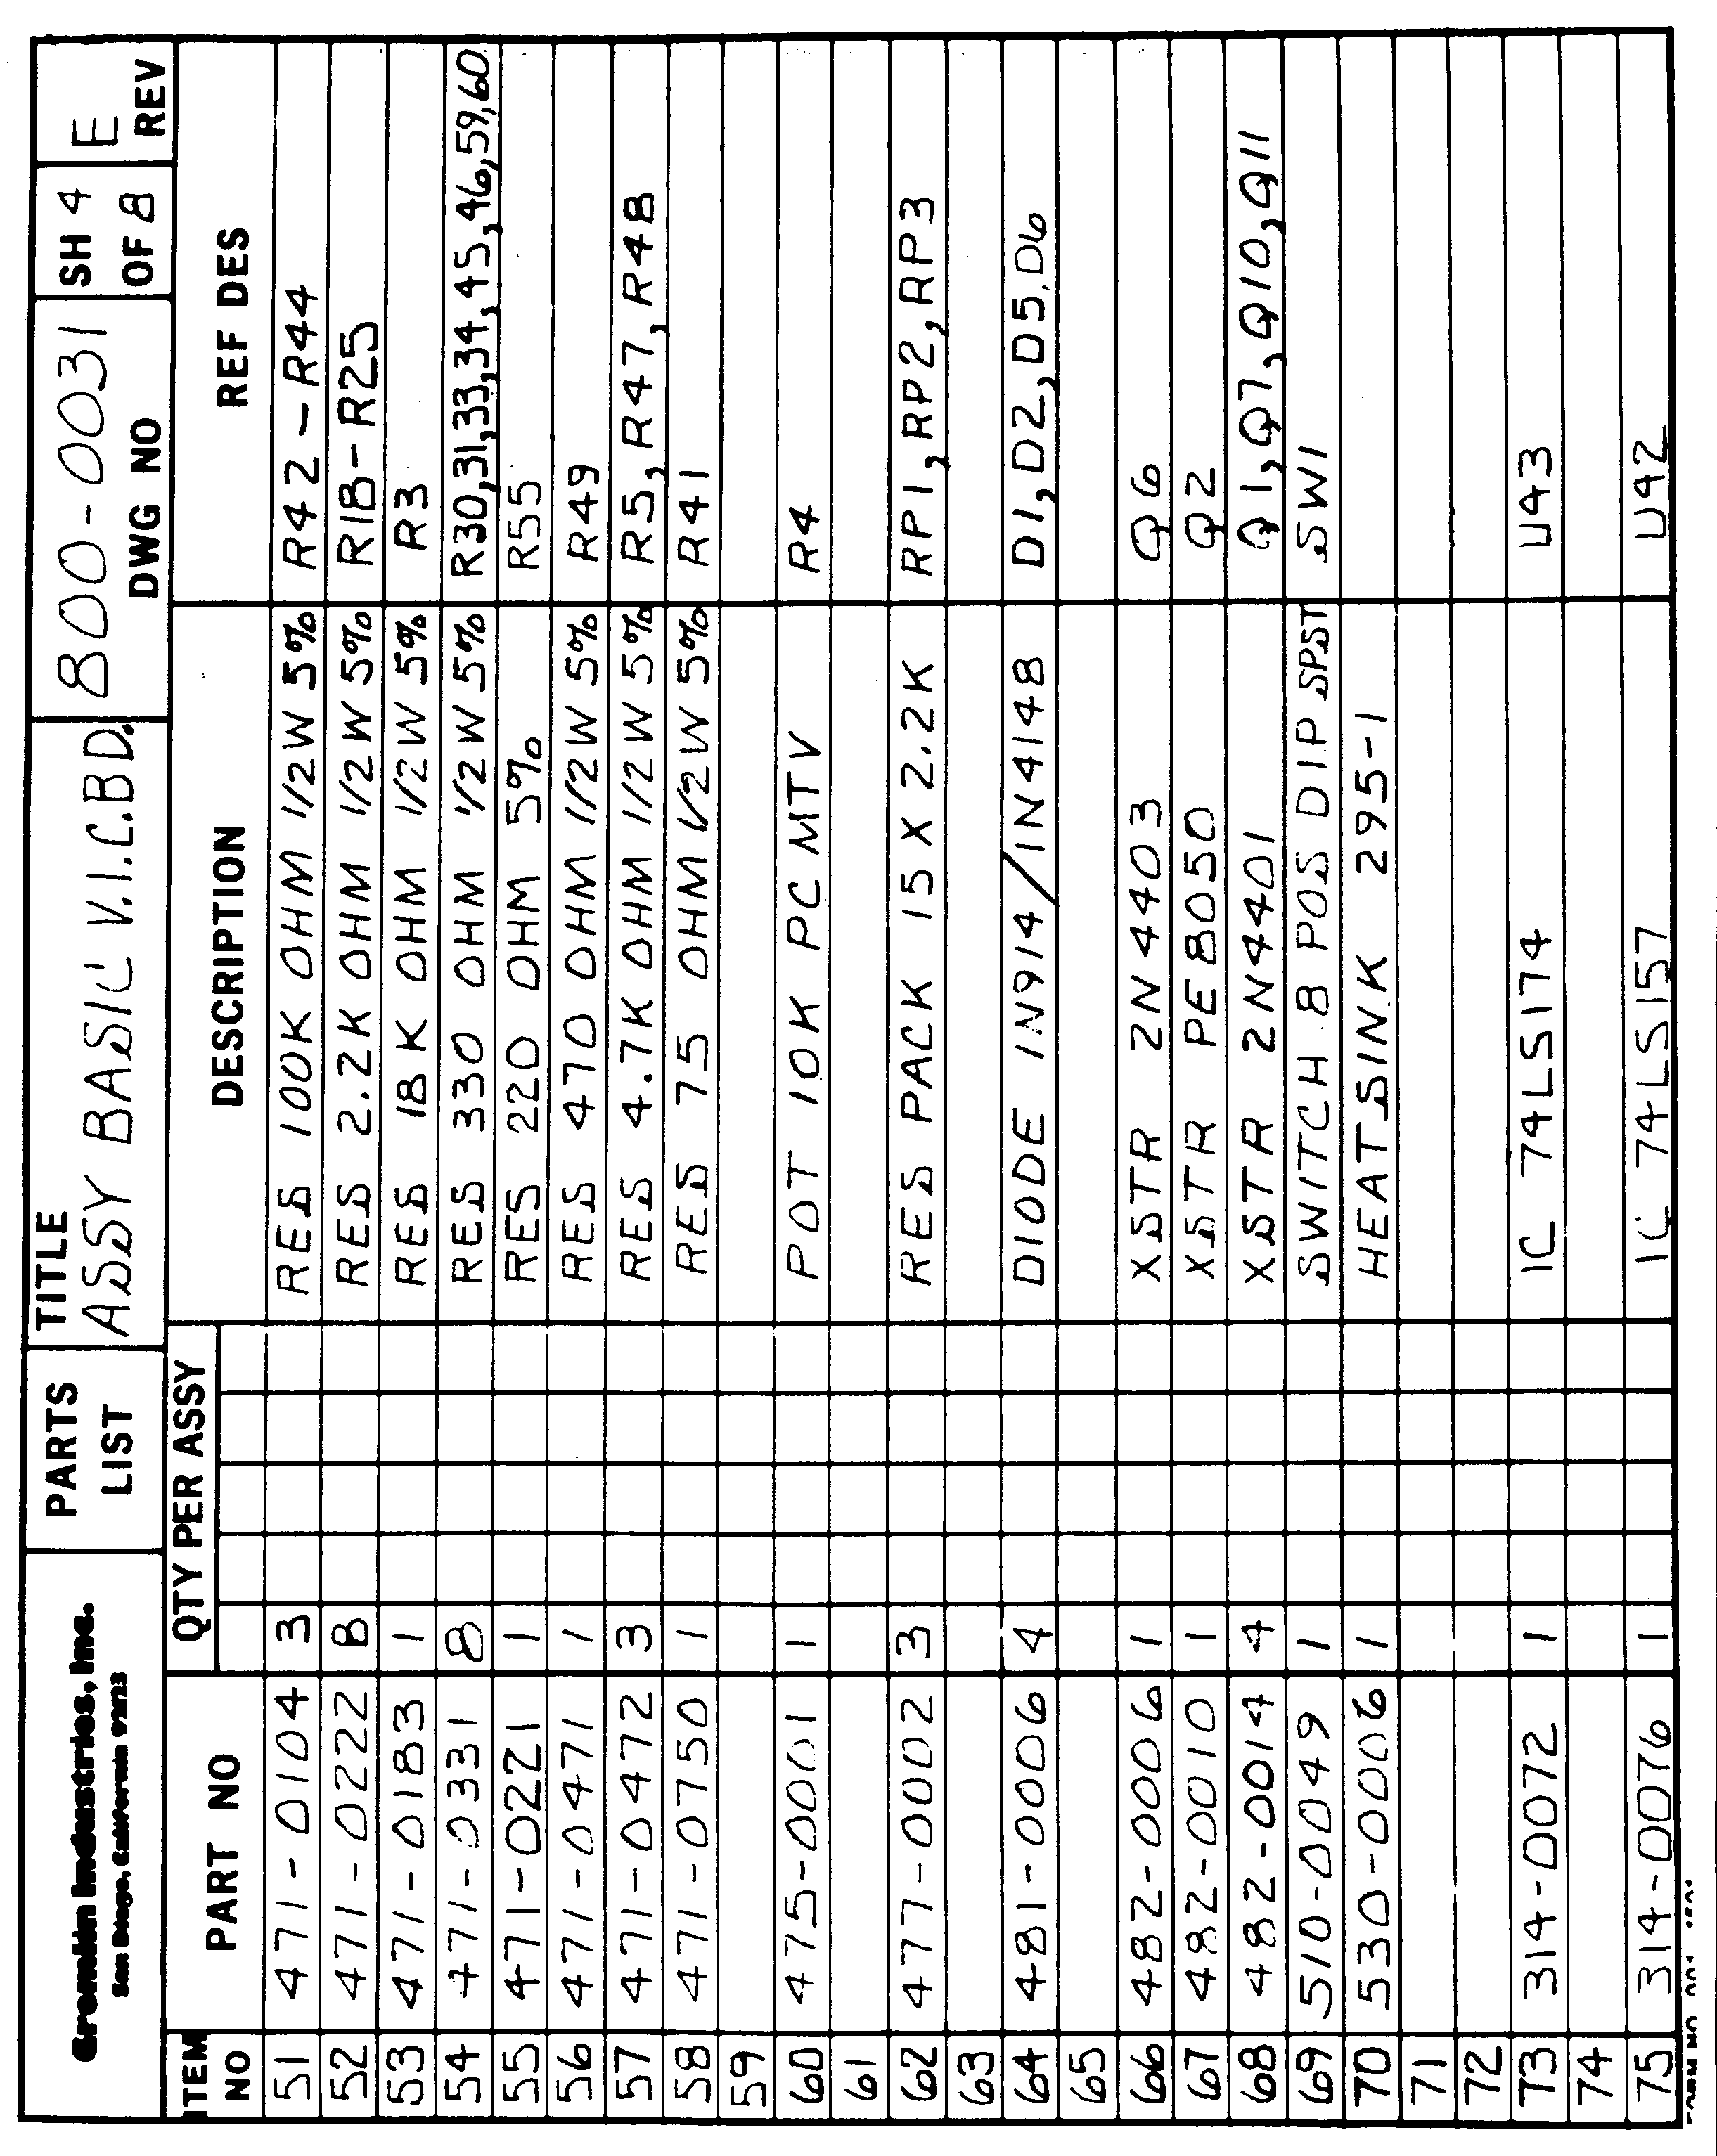 Gremlin Industries, Inc.
San Diego, California 92123
PARTS LIST
TITLE
ASSY BASIC V.I.C.BD.
800-0031
DWG NO
SH 4
OF 8
E
REV
ITEM NO PART NO QTY PER ASSY DESCRIPTION REF DES
51 471-0104 3 RES 100K OHM 1/2W 5% R42-R44
52 471-0222 8 RES 2.2K OHM 1/2W 5% R18-R25
53 471-0183 1 RES 18K OHM 1/2W 5% R3
54 471-0331 8 RES 330 OHM 1/2W 5% R30,31,33,34,45,46,59,60
55 471-0221 1 RES 220 OHM 5% R55
56 471-0471 1 RES 470 OHM 1/2W 5% R49
57 471-0472 3 RES 4.7K OHM 1/2W 5% R5,R47,R48
58 471-0750 1 RES 75 OHM 1/2W 5% R41
59
60 475-0001 1 POT 10K PC MTV R4
61
62 477-0002 3 RES PACK 15 X 2.2K RP1,RP2,RP3
63
64 481-0006 4 DIODE 1N914/1N4148 D1,D2,D5,D6
65
66 482-0006 1 XSTR 2N4403 Q6
67 482-0010 1 XSTR PE8050 Q2
68 482-0014 4 XSTR 2N4401 Q1,Q7,Q10,Q11
69 510-0049 1 SWITCH 8 POS DIP SPST SW1
70 530-0006 1 HEATSINK 295-1
71
72
73 314-0072 1 IC 74LS174 U43
74
75 314-0076 1 IC 74LS157 U42